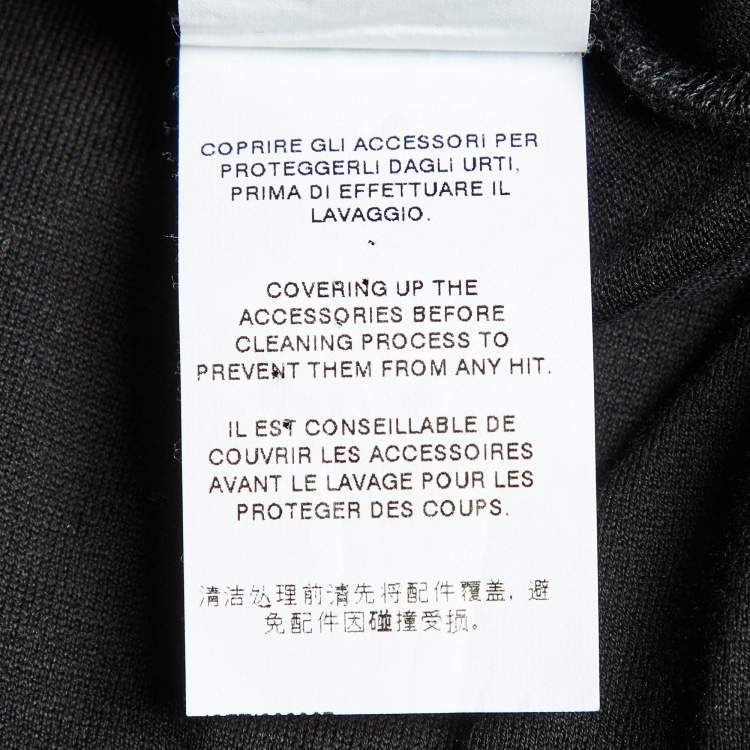 COPRIRE GLI ACCESSORI PER
PROTEGGERLI DAGLI URTI,
PRIMA DI EFFETTUARE IL
LAVAGGIO.
COVERING UP THE
ACCESSORIES BEFORE
CLEANING PROCESS TO
PREVENT THEM FROM ANY HIT.
IL EST CONSEILLABLE DE
COUVRIR LES ACCESSOIRES
AVANT LE LAVAGE POUR LES
PROTEGER DES COUPS.
清洁处理前清先将配件覆盖，避
免配件因碰撞受损。